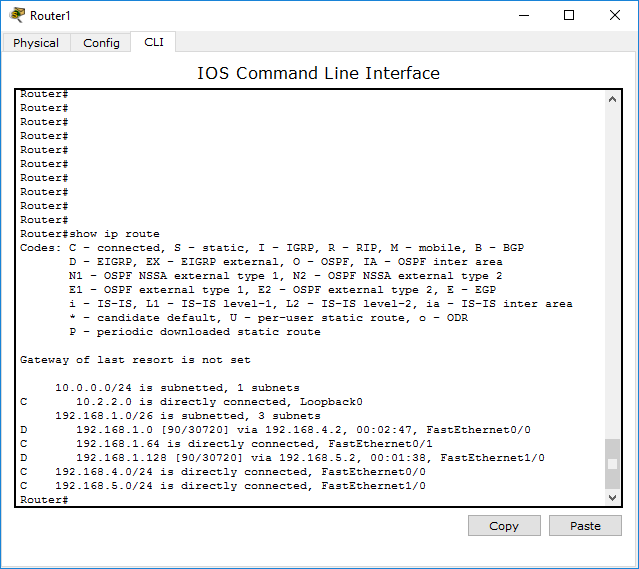 Router1
Physical Config CLI
IOS Command Line Interface
Router#
Router#
Router#
Router#
Router#
Router#
Router#
Router#
Router#
Router#
Router#show ip route
Codes: C - connected, S - static, I - IGRP, R - RIP, M - mobile, B - BGP
       D - EIGRP, EX - EIGRP external, O - OSPF, IA - OSPF inter area
       N1 - OSPF NSSA external type 1, N2 - OSPF NSSA external type 2
       E1 - OSPF external type 1, E2 - OSPF external type 2, E - EGP
       i - IS-IS, L1 - IS-IS level-1, L2 - IS-IS level-2, ia - IS-IS inter area
       * - candidate default, U - per-user static route, o - ODR
       P - periodic downloaded static route
Gateway of last resort is not set
     10.0.0.0/24 is subnetted, 1 subnets
C       10.2.2.0 is directly connected, Loopback0
     192.168.1.0/26 is subnetted, 3 subnets
D       192.168.1.0 [90/30720] via 192.168.4.2, 00:02:47, FastEthernet0/0
C       192.168.1.64 is directly connected, FastEthernet0/1
D       192.168.1.128 [90/30720] via 192.168.5.2, 00:01:38, FastEthernet1/0
C    192.168.4.0/24 is directly connected, FastEthernet0/0
C    192.168.5.0/24 is directly connected, FastEthernet1/0
Router#
Copy Paste